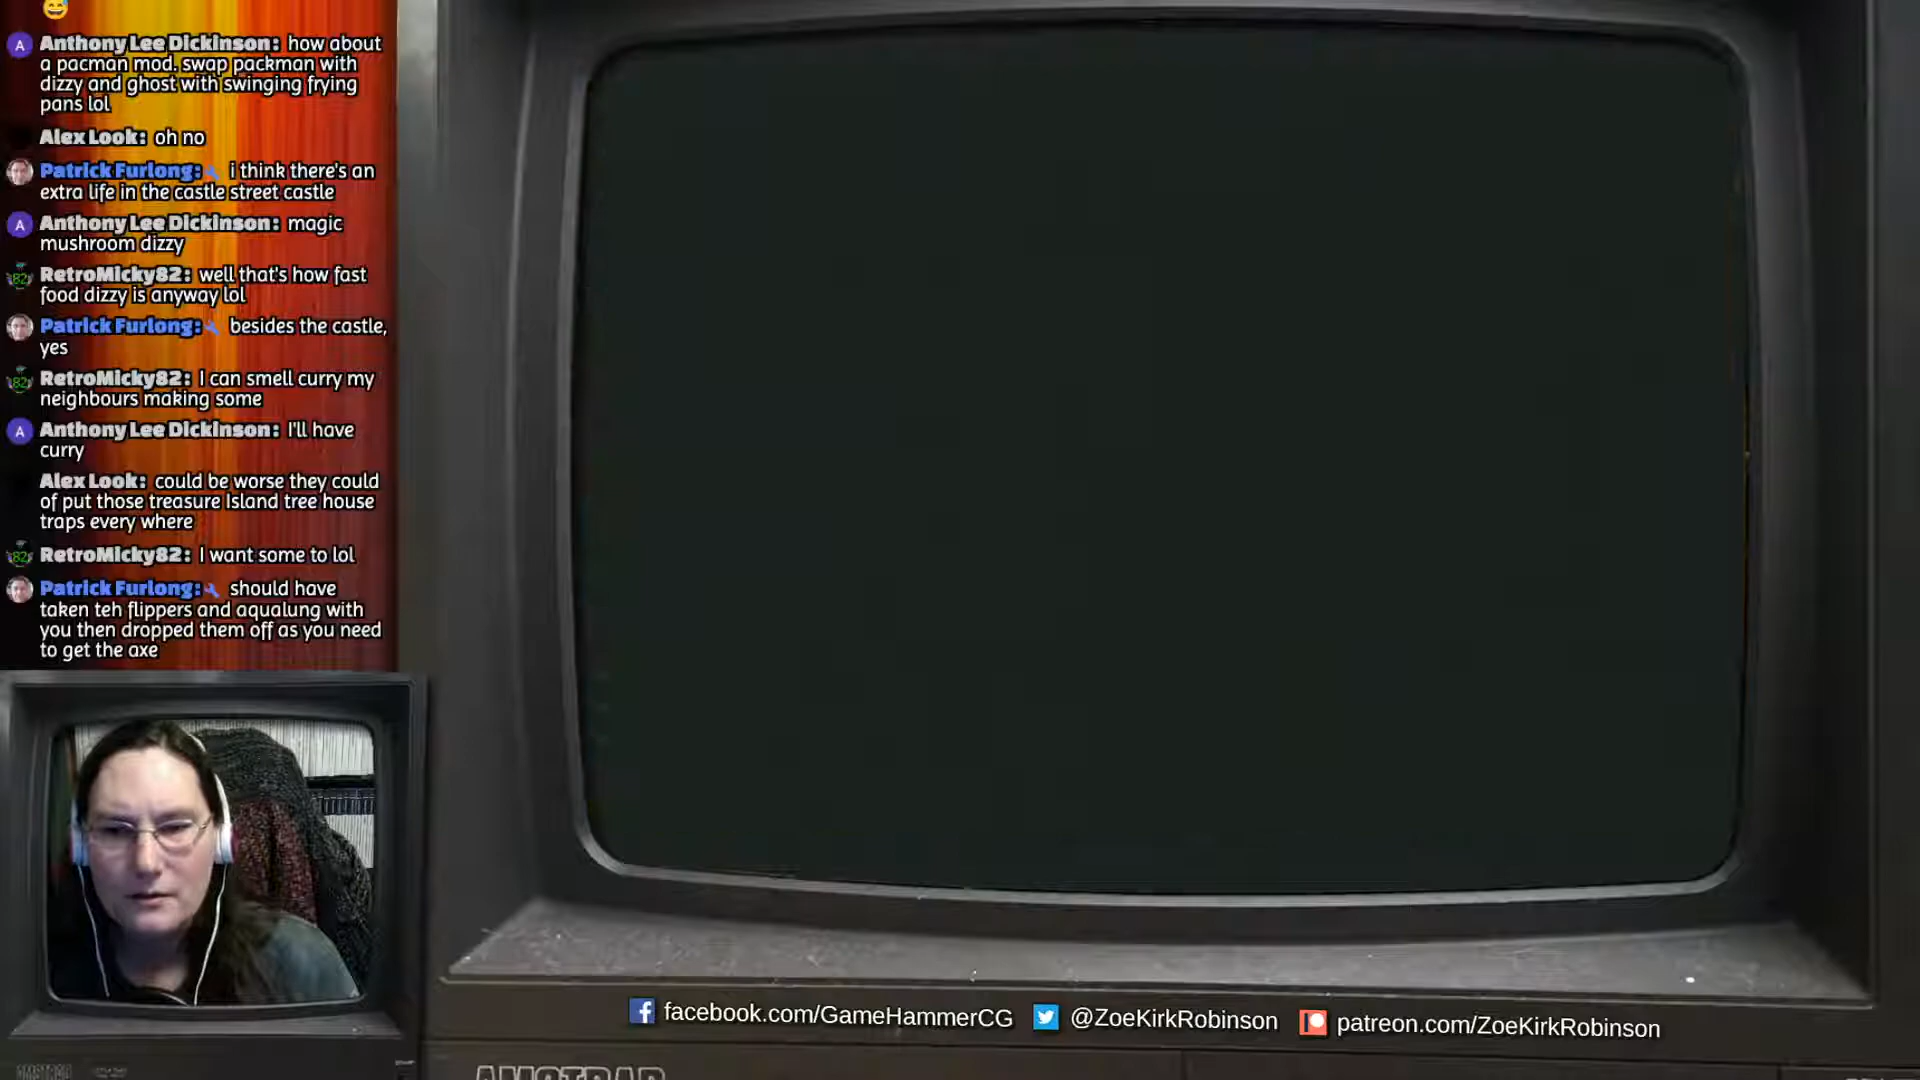 Anthony Lee Dickinson: how about
a pacman mod. swap packman with
dizzy and ghost with swinging frying
pans lol
Alex Look: oh no
Patrick Furlong: i think there's an
extra life in the castle street castle
Anthony Lee Dickinson: magic
mushroom dizzy
RetroMicky82: well that's how fast
food dizzy is anyway lol
Patrick Furlong: besides the castle,
yes
RetroMicky82: I can smell curry my
neighbours making some
Anthony Lee Dickinson: I'll have
curry
Alex Look: could be worse they could
of put those treasure Island tree house
traps every where
RetroMicky82: I want some to lol
Patrick Furlong: should have
taken teh flippers and aqualung with
you then dropped them off as you need
to get the axe
facebook.com/GameHammerCG @ZoeKirkRobinson patreon.com/ZoeKirkRobinson
AMSTRAD